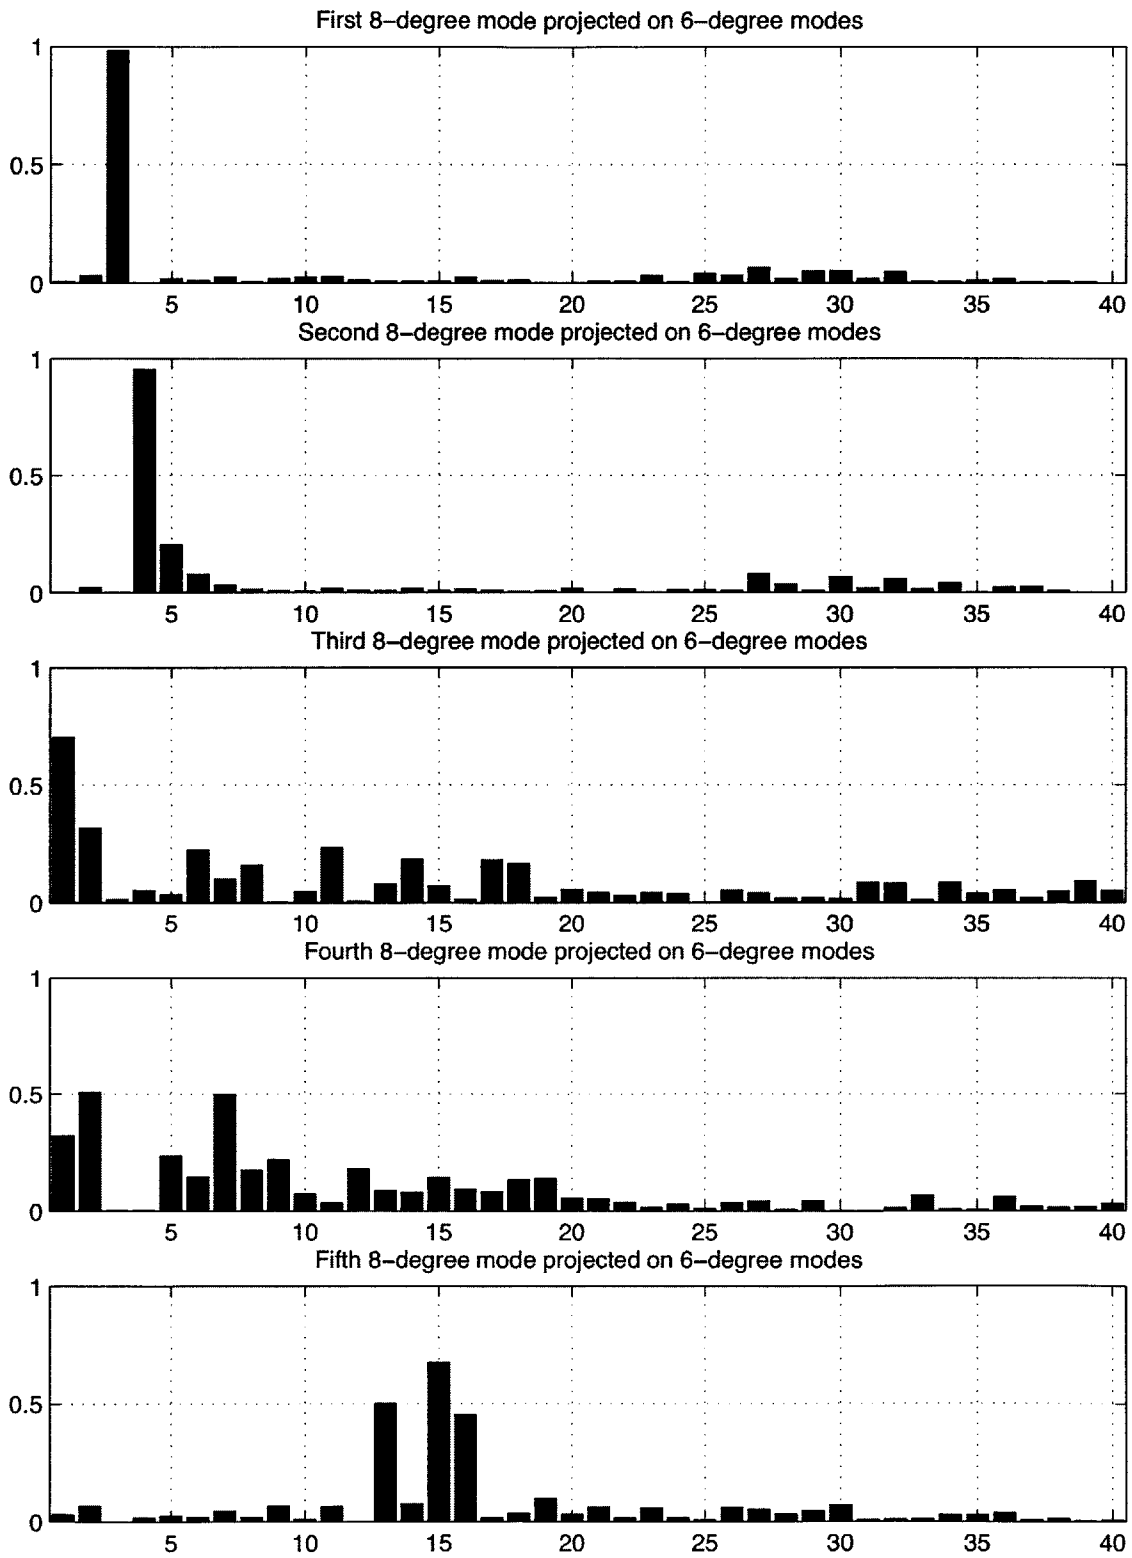 First 8–degree mode projected on 6–degree modes
1
0.5
0
5 10 15 20 25 30 35 40
Second 8–degree mode projected on 6–degree modes
1
0.5
0
5 10 15 20 25 30 35 40
Third 8–degree mode projected on 6–degree modes
1
0.5
0
5 10 15 20 25 30 35 40
Fourth 8–degree mode projected on 6–degree modes
1
0.5
0
5 10 15 20 25 30 35 40
Fifth 8–degree mode projected on 6–degree modes
1
0.5
0
5 10 15 20 25 30 35 40